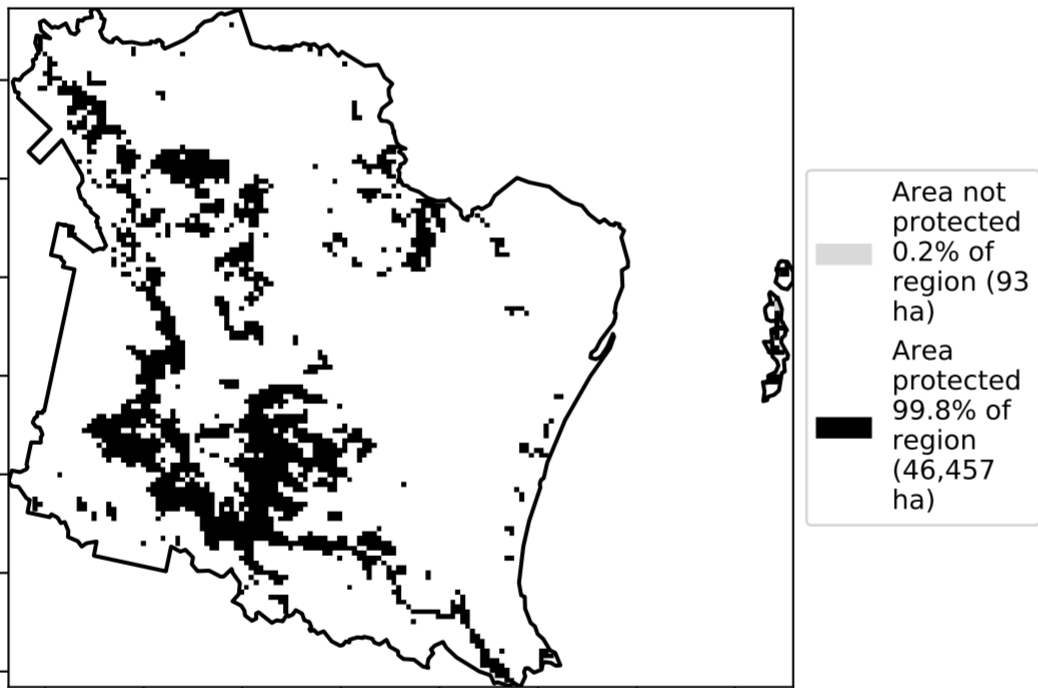 Area not
protected
0.2% of
region (93
ha)
Area
protected
99.8% of
region
(46,457
ha)